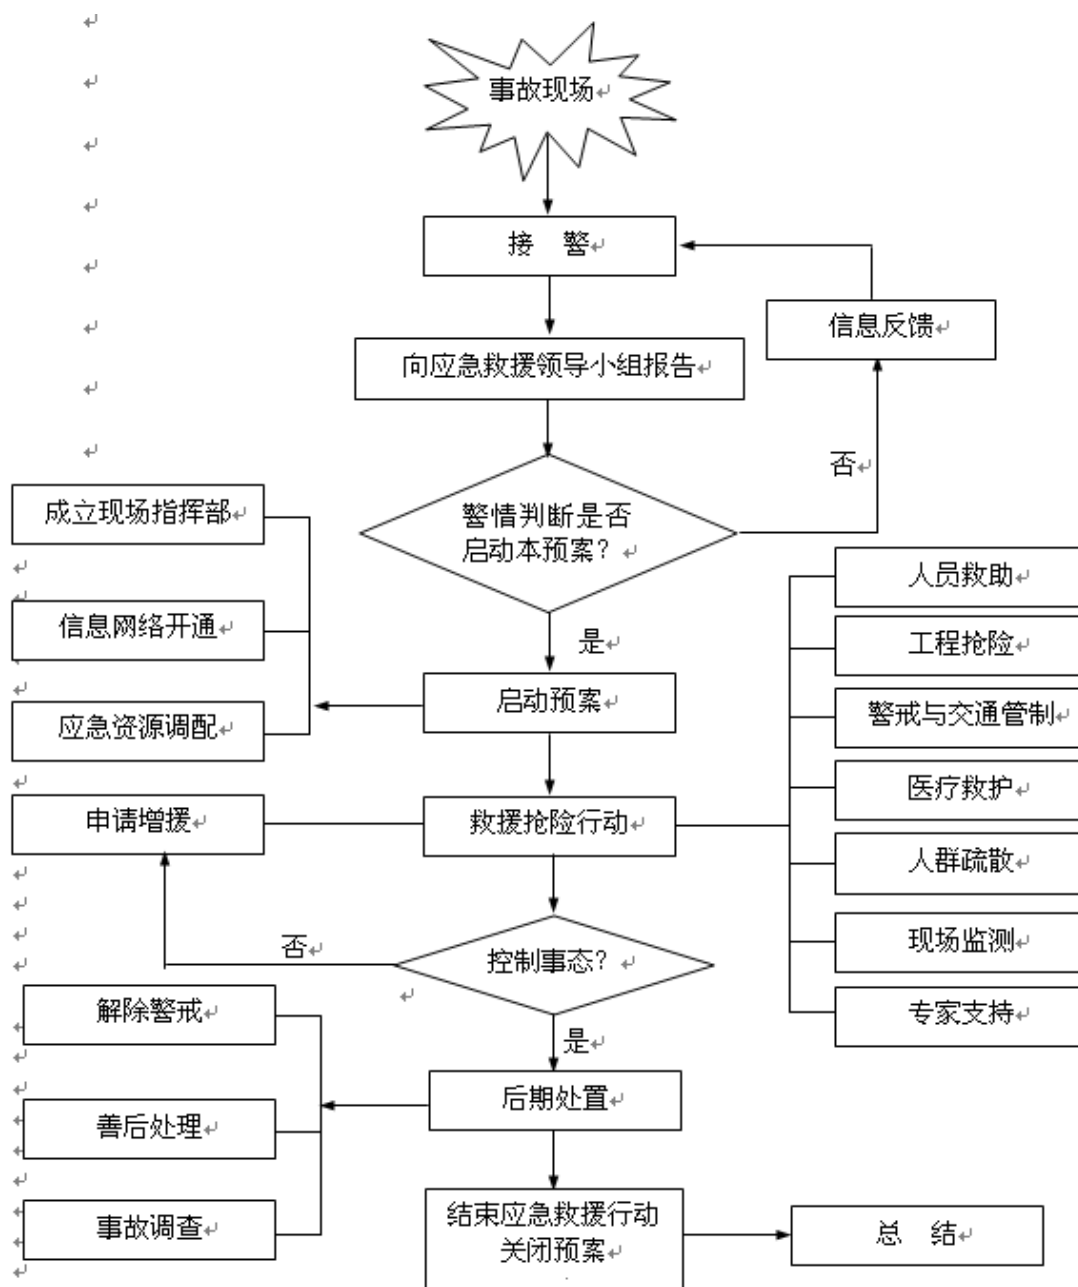 事故现场
接　警
信息反馈
向应急救援领导小组报告
否
成立现场指挥部
警情判断是否
启动本预案？
人员救助
信息网络开通
是
工程抢险
启动预案
警戒与交通管制
应急资源调配
医疗救护
申请增援
救援抢险行动
人群疏散
否
控制事态？
现场监测
解除警戒
专家支持
是
后期处置
善后处理
结束应急救援行动
关闭预案
事故调查
总　结